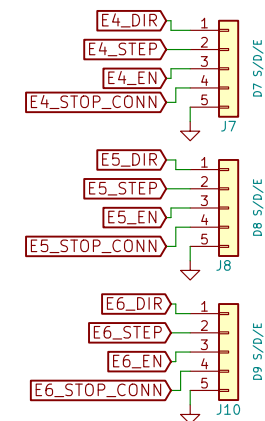 E4_DIR 1
E4_STEP 2
E4_EN 3
E4_STOP_CONN 4
5
J7
D7 S/D/E
E5_DIR 1
E5_STEP 2
E5_EN 3
E5_STOP_CONN 4
5
J8
D8 S/D/E
E6_DIR 1
E6_STEP 2
E6_EN 3
E6_STOP_CONN 4
5
J10
D9 S/D/E